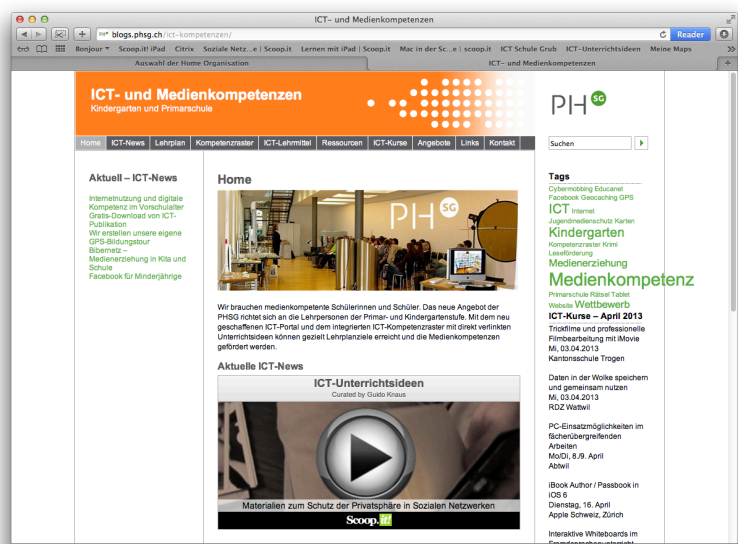 ICT- und Medienkompetenzen
blogs.phsg.ch/ict-kompetenzen/
Reader
Bonjour
Scoop.it! iPad
Citrix
Soziale Netz...e | Scoop.it
Lernen mit iPad | Scoop.it
Mac in der Sc...e | scoop.it
ICT Schule Grub
ICT-Unterrichtsideen
Meine Maps
Auswahl der Home Organisation
ICT- und Medienkompetenzen
ICT- und Medienkompetenzen
Kindergarten und Primarschule
PH SG
Home
ICT-News
Lehrplan
Kompetenzraster
ICT-Lehrmittel
Ressourcen
ICT-Kurse
Angebote
Links
Kontakt
Suchen
Aktuell – ICT-News
Internetnutzung und digitale
Kompetenz im Vorschulalter
Gratis-Download von ICT-
Publikation
Wir erstellen unsere eigene
GPS-Bildungstour
Bibernetz –
Medienerziehung in Kita und
Schule
Facebook für Minderjährige
Home
PH SG
Wir brauchen medienkompetente Schülerinnen und Schüler. Das neue Angebot der
PHSG richtet sich an die Lehrpersonen der Primar- und Kindergartenstufe. Mit dem neu
geschaffenen ICT-Portal und dem integrierten ICT-Kompetenzraster mit direkt verlinkten
Unterrichtsideen können gezielt Lehrplanziele erreicht und die Medienkompetenzen
gefördert werden.
Aktuelle ICT-News
ICT-Unterrichtsideen
Curated by Guido Knaus
Materialien zum Schutz der Privatsphäre in Sozialen Netzwerken
Scoop.it!
Tags
Cybermobbing Educanet
Facebook Geocaching GPS
ICT Internet
Jugendmedienschutz Karten
Kindergarten
Kompetenzraster Krimi
Leseförderung
Medienerziehung
Medienkompetenz
Primarschule Rätsel Tablet
Website Wettbewerb
ICT-Kurse – April 2013
Trickfilme und professionelle
Filmbearbeitung mit iMovie
Mi, 03.04.2013
Kantonsschule Trogen
Daten in der Wolke speichern
und gemeinsam nutzen
Mi, 03.04.2013
RDZ Wattwil
PC-Einsatzmöglichkeiten im
fächerübergreifenden
Arbeiten
Mo/Di, 8./9. April
Abtwil
iBook Author / Passbook in
iOS 6
Dienstag, 16. April
Apple Schweiz, Zürich
Interaktive Whiteboards im